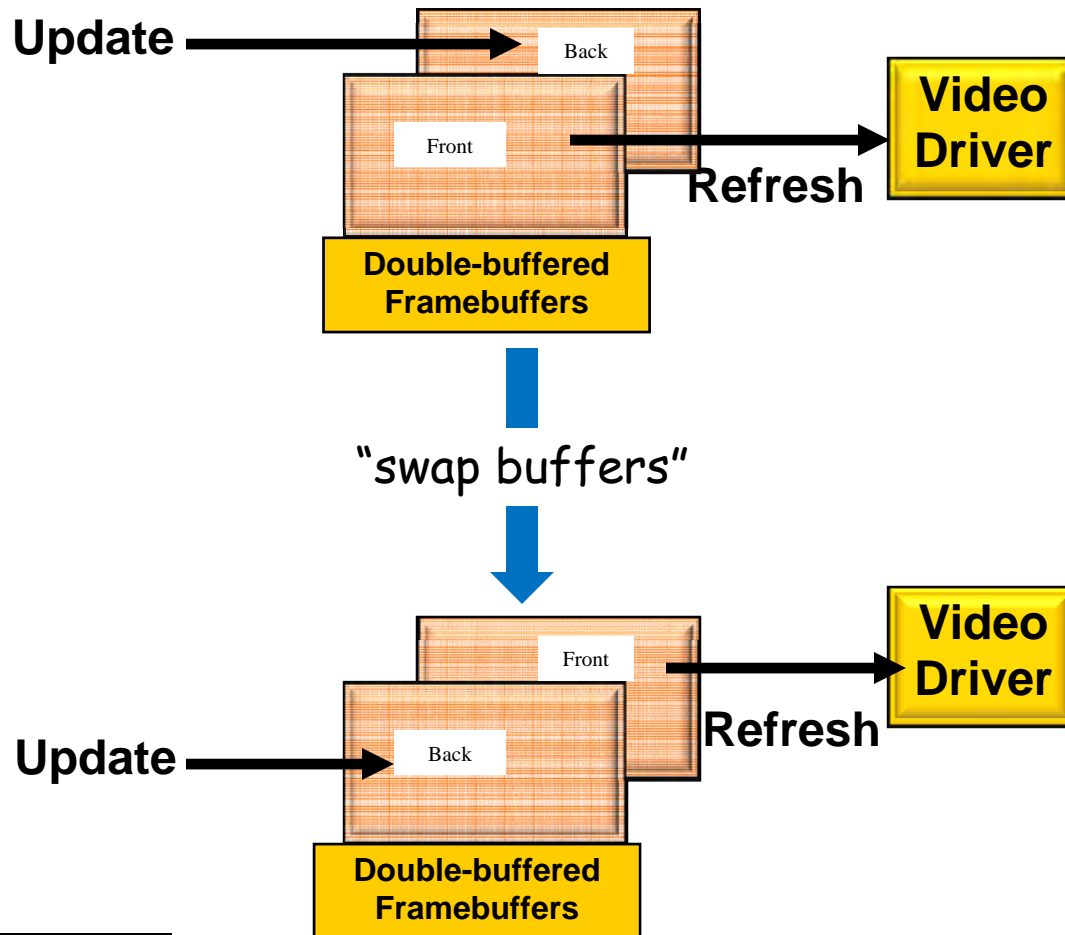 Update
Back
Front
Video
Driver
Refresh
Double-buffered
Framebuffers
“swap buffers”
Front
Video
Driver
Refresh
Update
Back
Double-buffered
Framebuffers